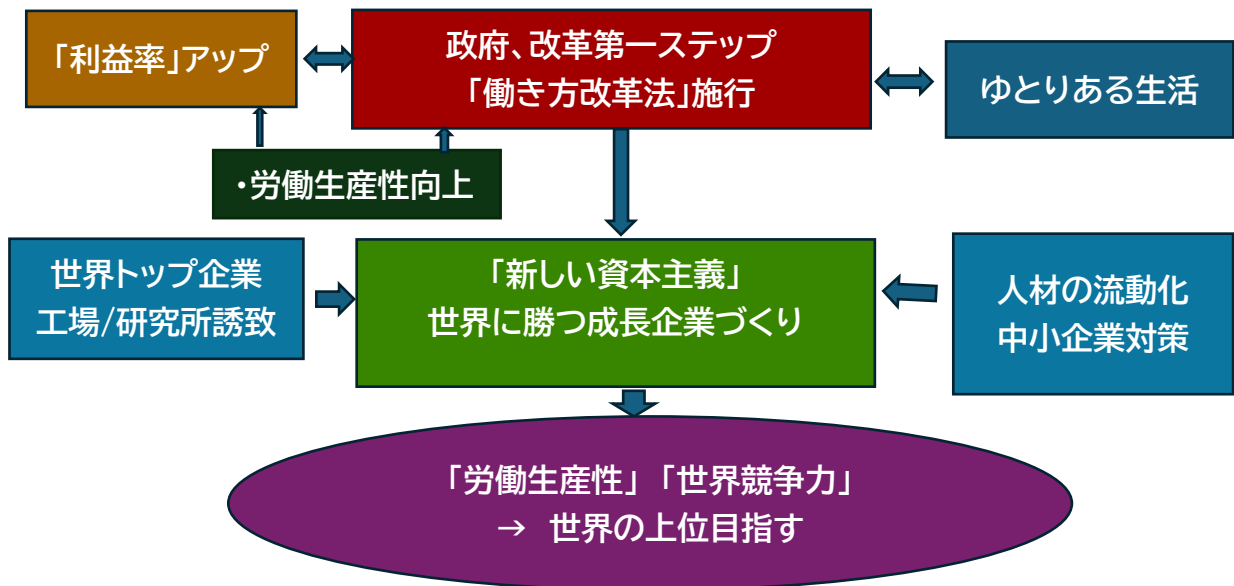 「利益率」アップ
政府、改革第一ステップ
「働き方改革法」施行
ゆとりある生活
・労働生産性向上
世界トップ企業
工場/研究所誘致
「新しい資本主義」
世界に勝つ成長企業づくり
人材の流動化
中小企業対策
「労働生産性」「世界競争力」
→ 世界の上位目指す